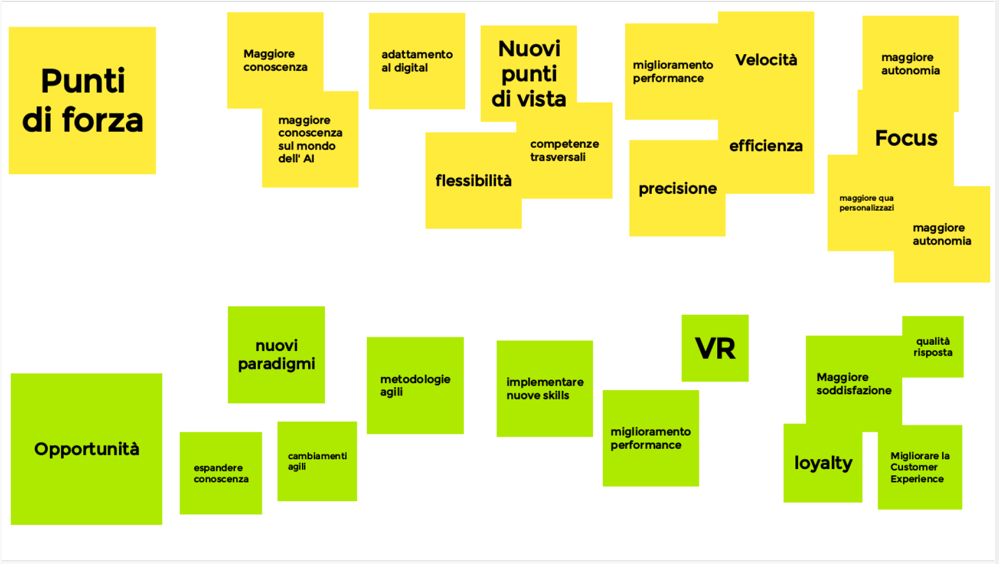 Punti
di forza
Maggiore
conoscenza
maggiore
conoscenza
sul mondo
dell' AI
adattamento
al digital
Nuovi
punti
di vista
competenze
trasversali
flessibilità
miglioramento
performance
Velocità
efficienza
precisione
maggiore
autonomia
Focus
maggiore qua
personalizzazi
maggiore
autonomia
Opportunità
nuovi
paradigmi
espandere
conoscenza
cambiamenti
agili
metodologie
agili
implementare
nuove skills
miglioramento
performance
VR
qualità
risposta
Maggiore
soddisfazione
loyalty
Migliorare la
Customer
Experience